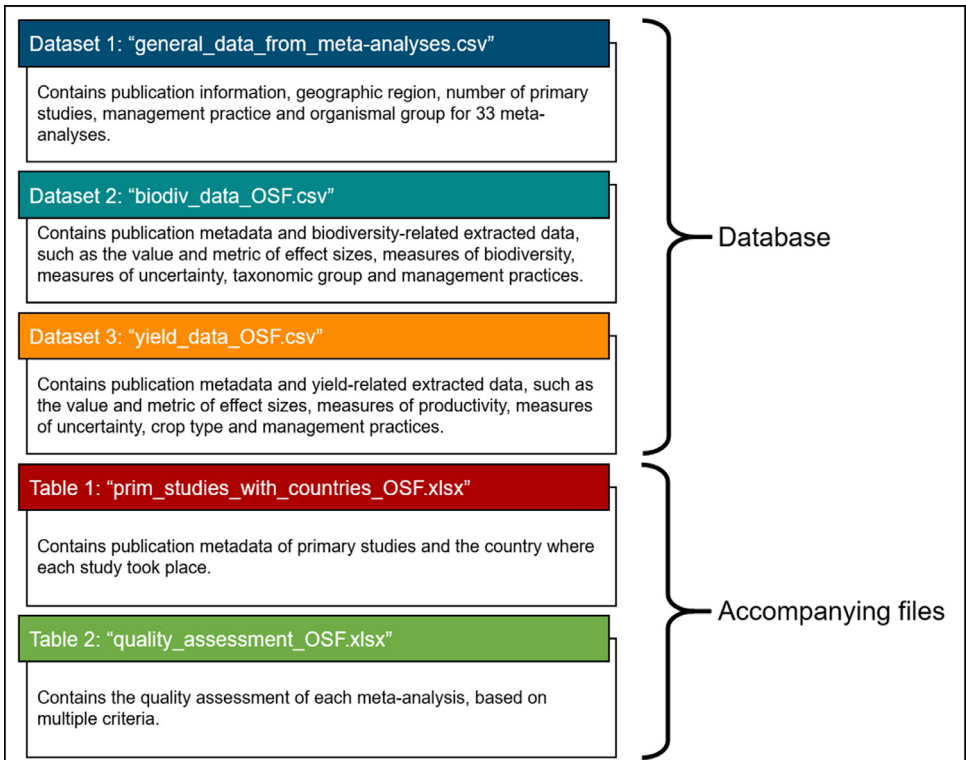 Dataset 1: “general_data_from_meta-analyses.csv”
Contains publication information, geographic region, number of primary
studies, management practice and organismal group for 33 meta-
analyses.
Dataset 2: “biodiv_data_OSF.csv”
Contains publication metadata and biodiversity-related extracted data,
such as the value and metric of effect sizes, measures of biodiversity,
measures of uncertainty, taxonomic group and management practices.
Dataset 3: “yield_data_OSF.csv”
Contains publication metadata and yield-related extracted data, such as
the value and metric of effect sizes, measures of productivity, measures
of uncertainty, crop type and management practices.
Database
Table 1: “prim_studies_with_countries_OSF.xlsx”
Contains publication metadata of primary studies and the country where
each study took place.
Table 2: “quality_assessment_OSF.xlsx”
Contains the quality assessment of each meta-analysis, based on
multiple criteria.
Accompanying files